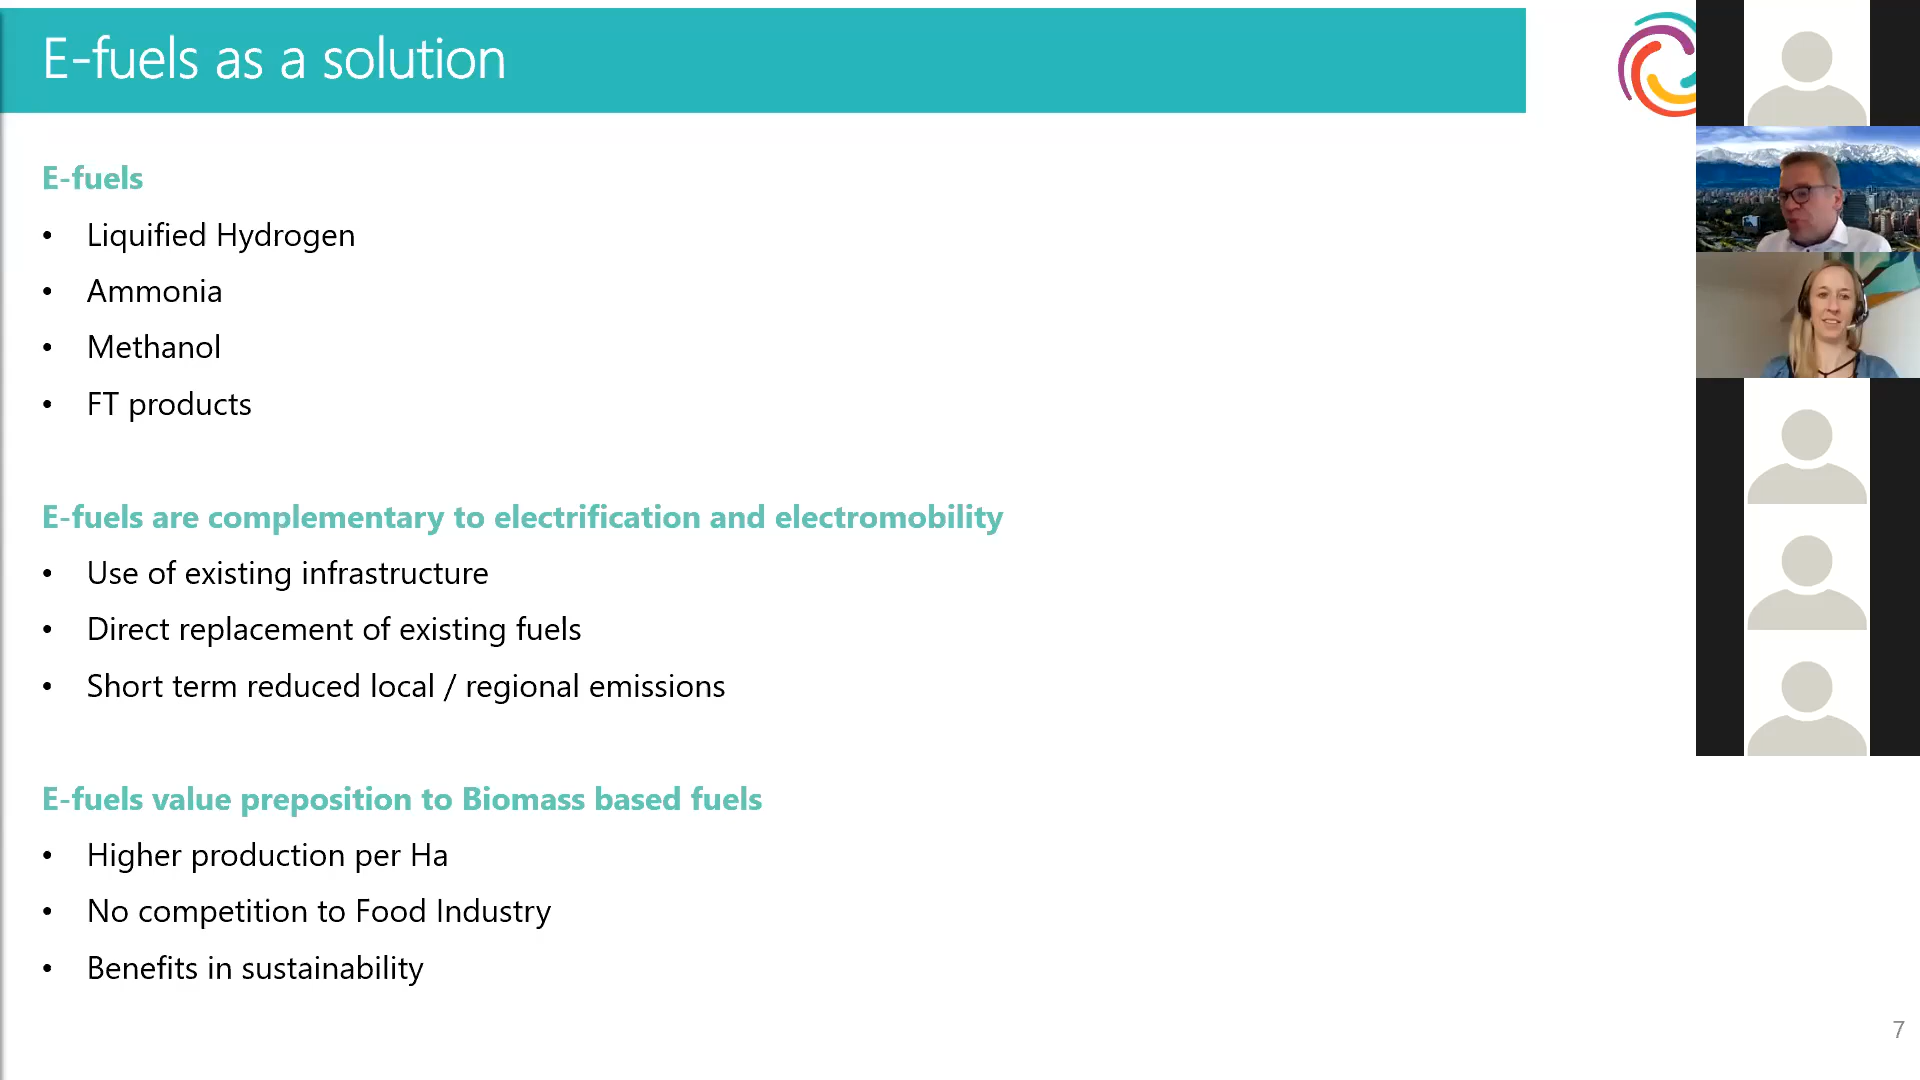 E-fuels as a solution
E-fuels
• Liquified Hydrogen
• Ammonia
• Methanol
• FT products
E-fuels are complementary to electrification and electromobility
• Use of existing infrastructure
• Direct replacement of existing fuels
• Short term reduced local / regional emissions
E-fuels value preposition to Biomass based fuels
• Higher production per Ha
• No competition to Food Industry
• Benefits in sustainability
7